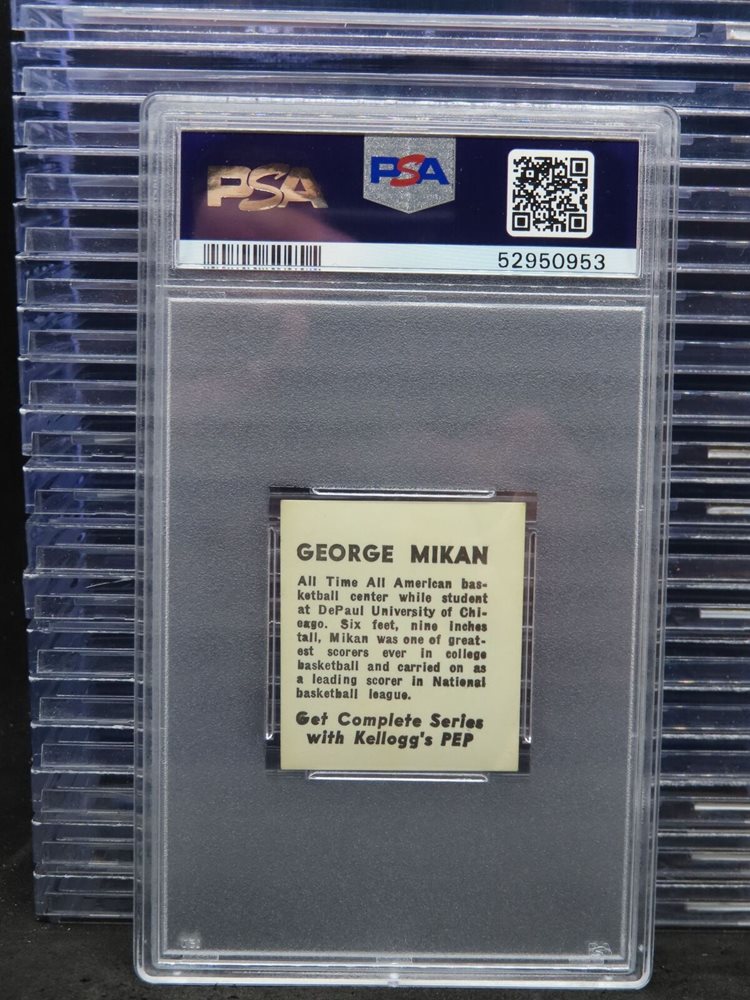 PSA
PSA
52950953
GEORGE MIKAN
All Time All American bas-
ketball center while student
at DePaul University of Chi-
cago. Six feet, nine inches
tall, Mikan was one of great-
est scorers ever in college
basketball and carried on as
a leading scorer in National
basketball league.
Get Complete Series
with Kellogg's PEP